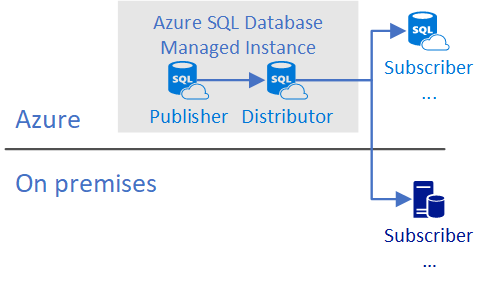 Azure SQL Database
Managed Instance
SQL
SQL
Publisher
Distributor
SQL
Subscriber
...
Azure
On premises
Subscriber
...